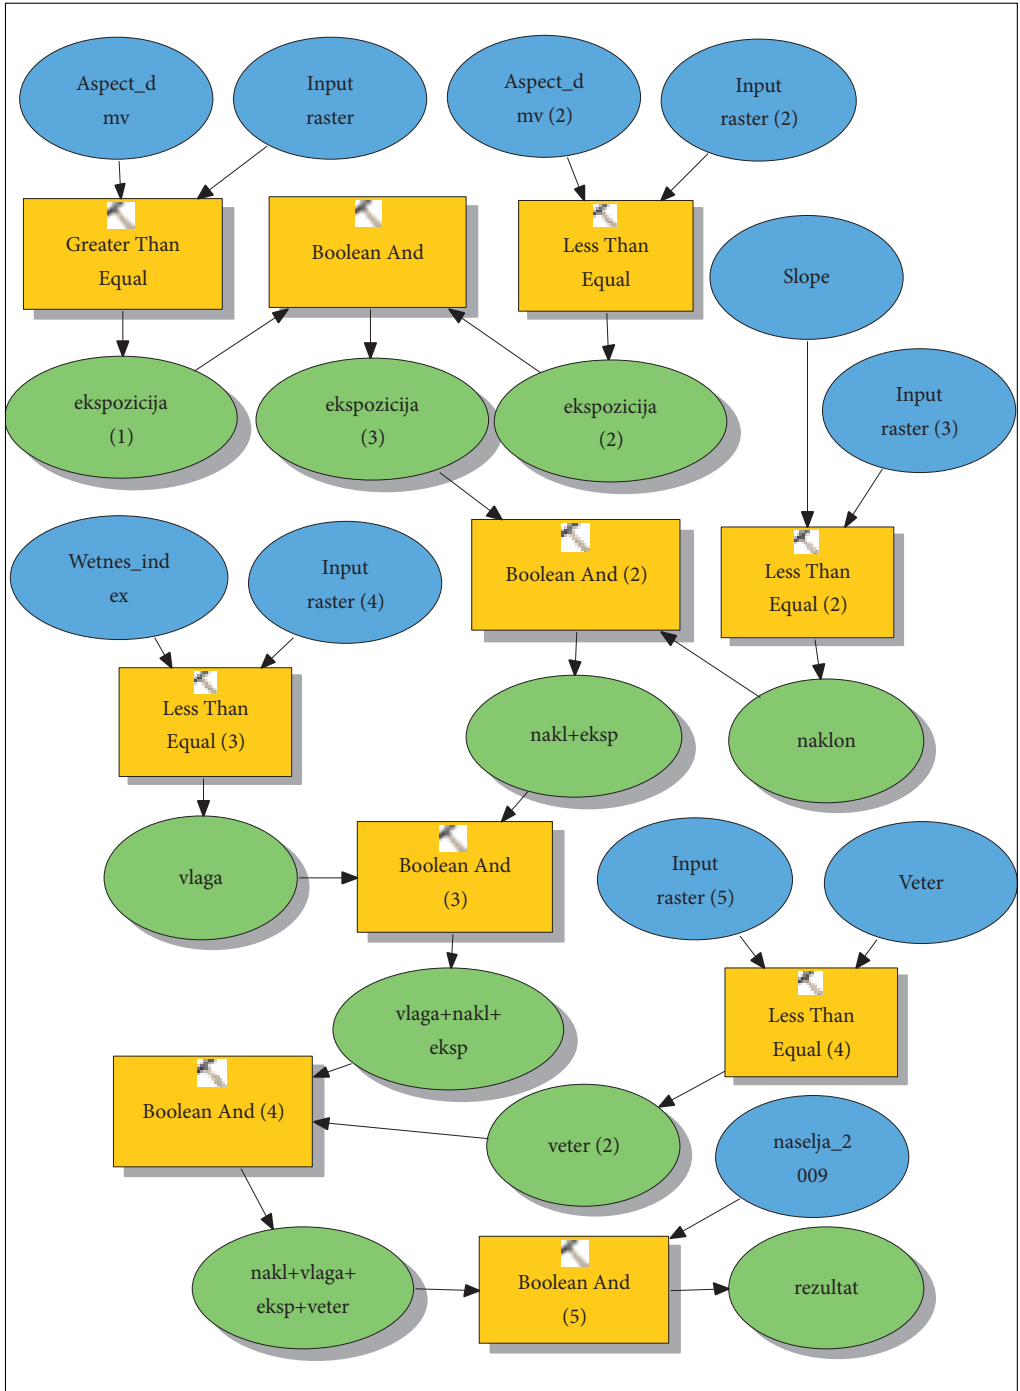 Aspect_d
mv
Input
raster
Aspect_d
mv (2)
Input
raster (2)
Greater Than
Equal
Boolean And
Less Than
Equal
Slope
ekspozicija
(1)
ekspozicija
(3)
ekspozicija
(2)
Input
raster (3)
Wetnes_ind
ex
Input
raster (4)
Boolean And (2)
Less Than
Equal (2)
Less Than
Equal (3)
nakl+eksp
naklon
vlaga
Boolean And
(3)
Input
raster (5)
Veter
vlaga+nakl+
eksp
Less Than
Equal (4)
Boolean And (4)
veter (2)
naselja_2
009
nakl+vlaga+
eksp+veter
Boolean And
(5)
rezultat